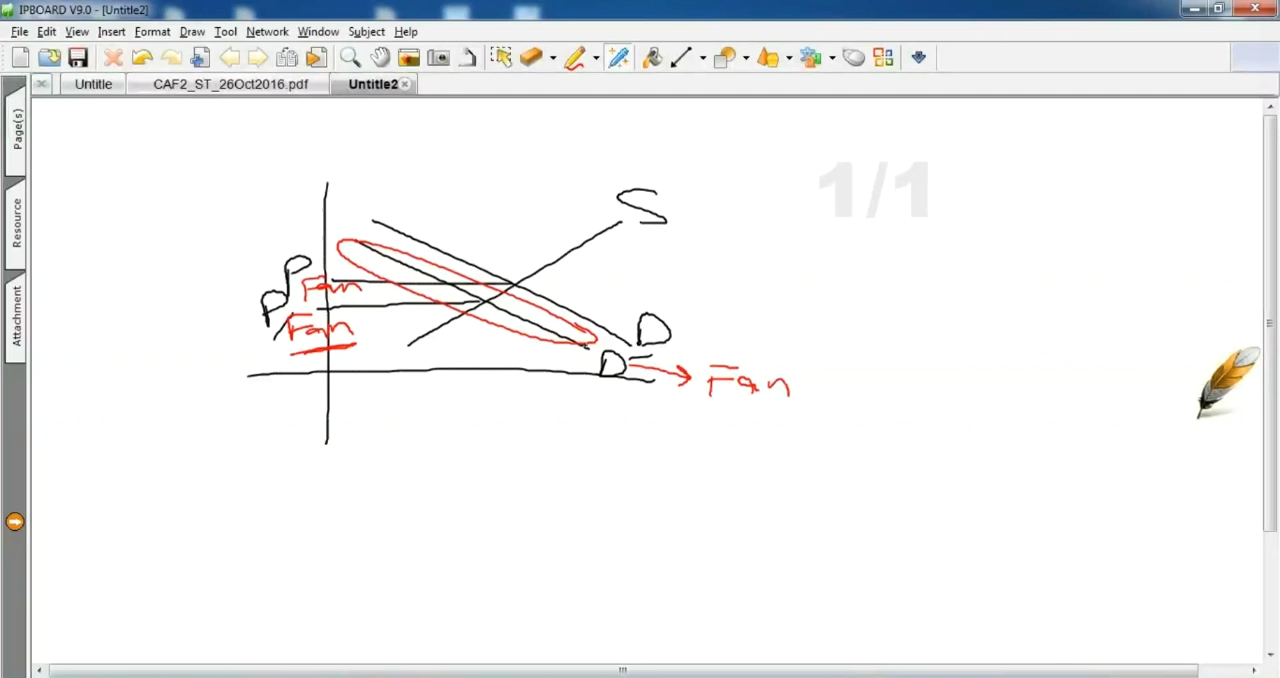 IPBOARD V9.0 - [Untitle2]
File Edit View Insert Format Draw Tool Network Window Subject Help
Untitle CAF2_ST_26Oct2016.pdf Untitle2
Page(s)
Resource
Attachment
1/1
S
P
Fan
P
Fan
D
D
Fan